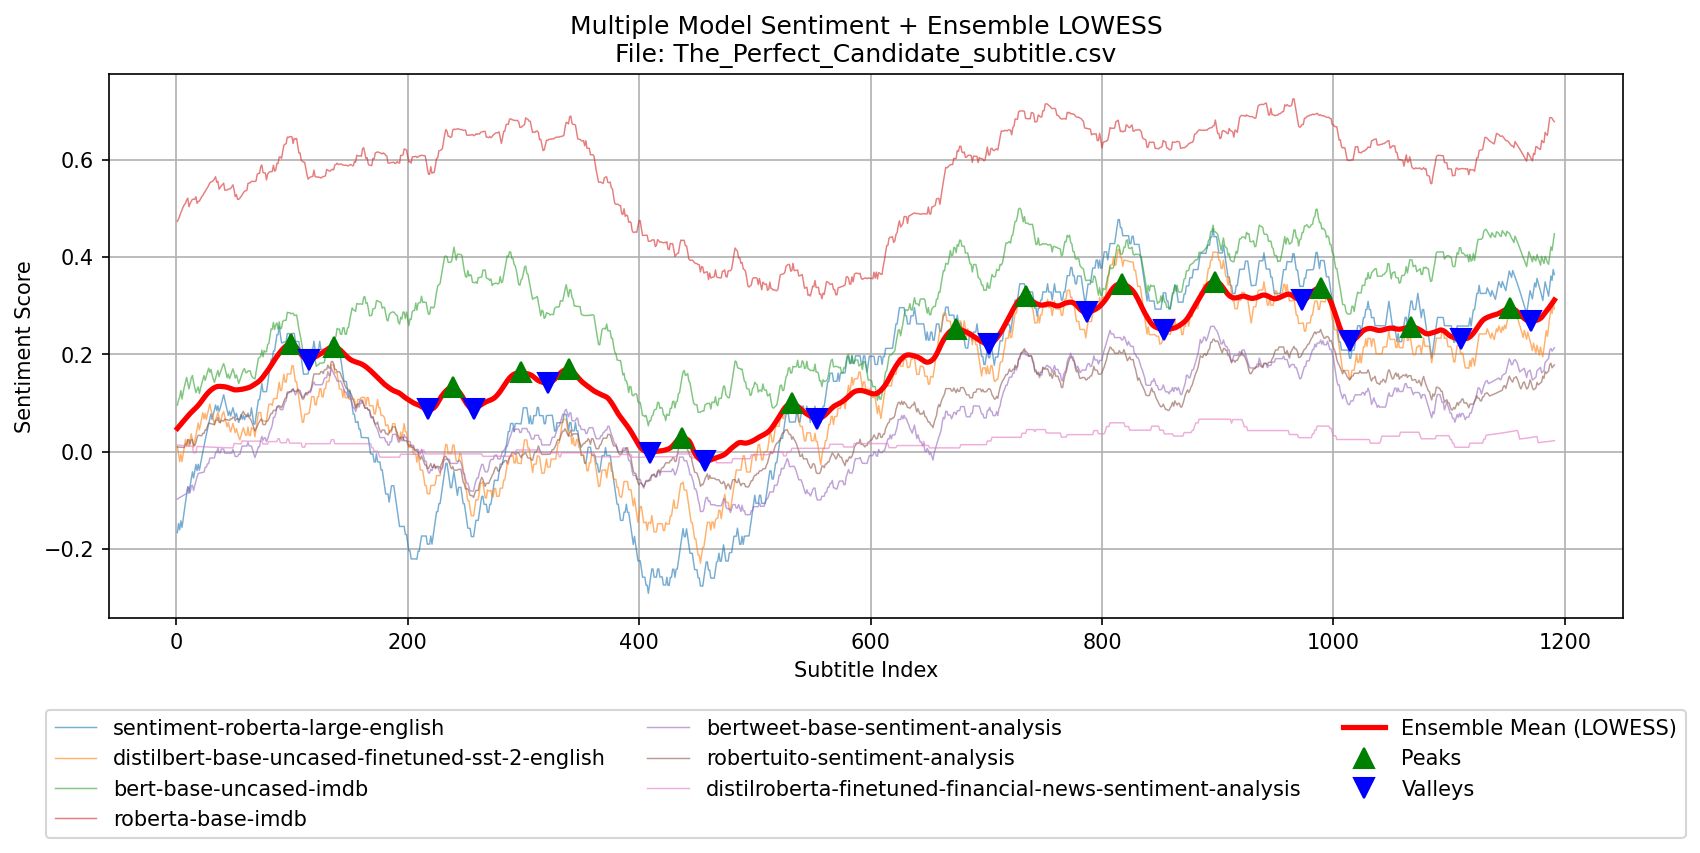 Multiple Model Sentiment + Ensemble LOWESS
File: The_Perfect_Candidate_subtitle.csv
Sentiment Score
0.6
0.4
0.2
0.0
−0.2
0 200 400 600 800 1000 1200
Subtitle Index
sentiment-roberta-large-english
distilbert-base-uncased-finetuned-sst-2-english
bert-base-uncased-imdb
roberta-base-imdb
bertweet-base-sentiment-analysis
robertuito-sentiment-analysis
distilroberta-finetuned-financial-news-sentiment-analysis
Ensemble Mean (LOWESS)
Peaks
Valleys